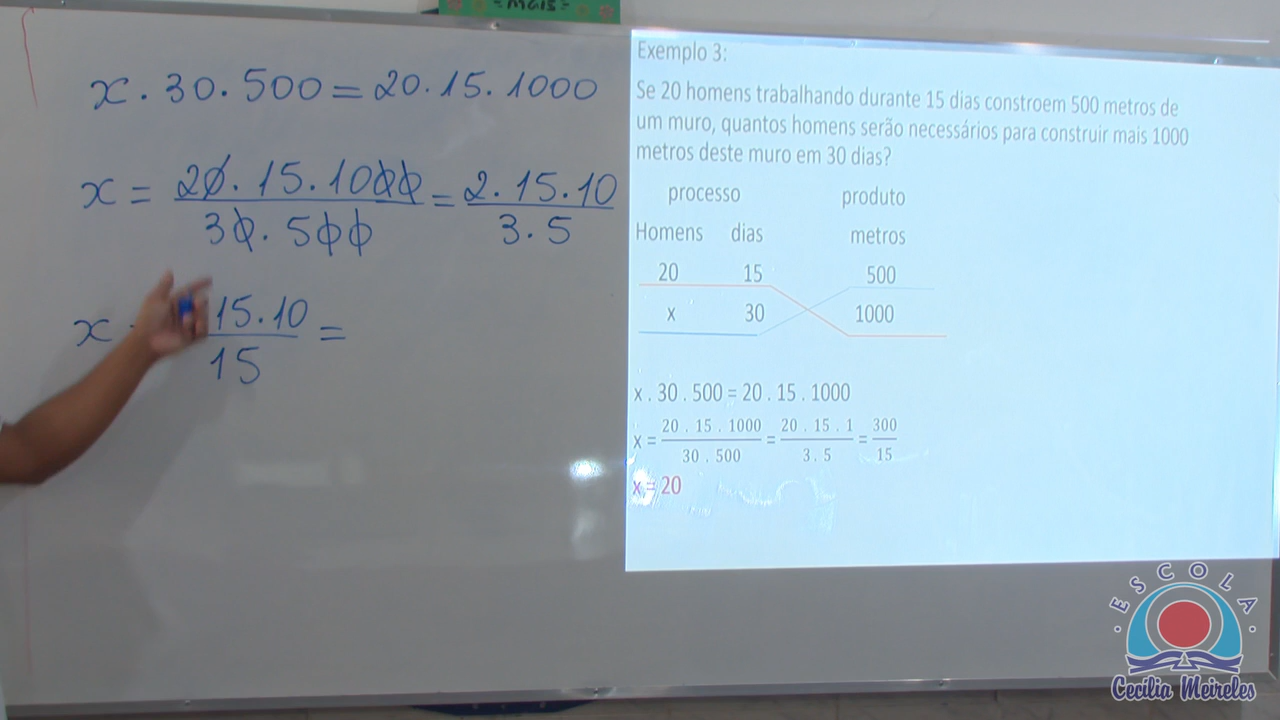 MAIS
x . 30 . 500 = 20 . 15 . 1000
x = 20 . 15 . 1000 / 30 . 500 = 2 . 15 . 10 / 3 . 5
x 15 . 10 / 15 =
Exemplo 3:
Se 20 homens trabalhando durante 15 dias constroem 500 metros de
um muro, quantos homens serão necessários para construir mais 1000
metros deste muro em 30 dias?
processo produto
Homens dias metros
20 15 500
x 30 1000
x . 30 . 500 = 20 . 15 . 1000
x = 20 . 15 . 1000 / 30 . 500 = 20 . 15 . 1 / 3 . 5 = 300 / 15
x = 20
ESCOLA
Cecília Meireles